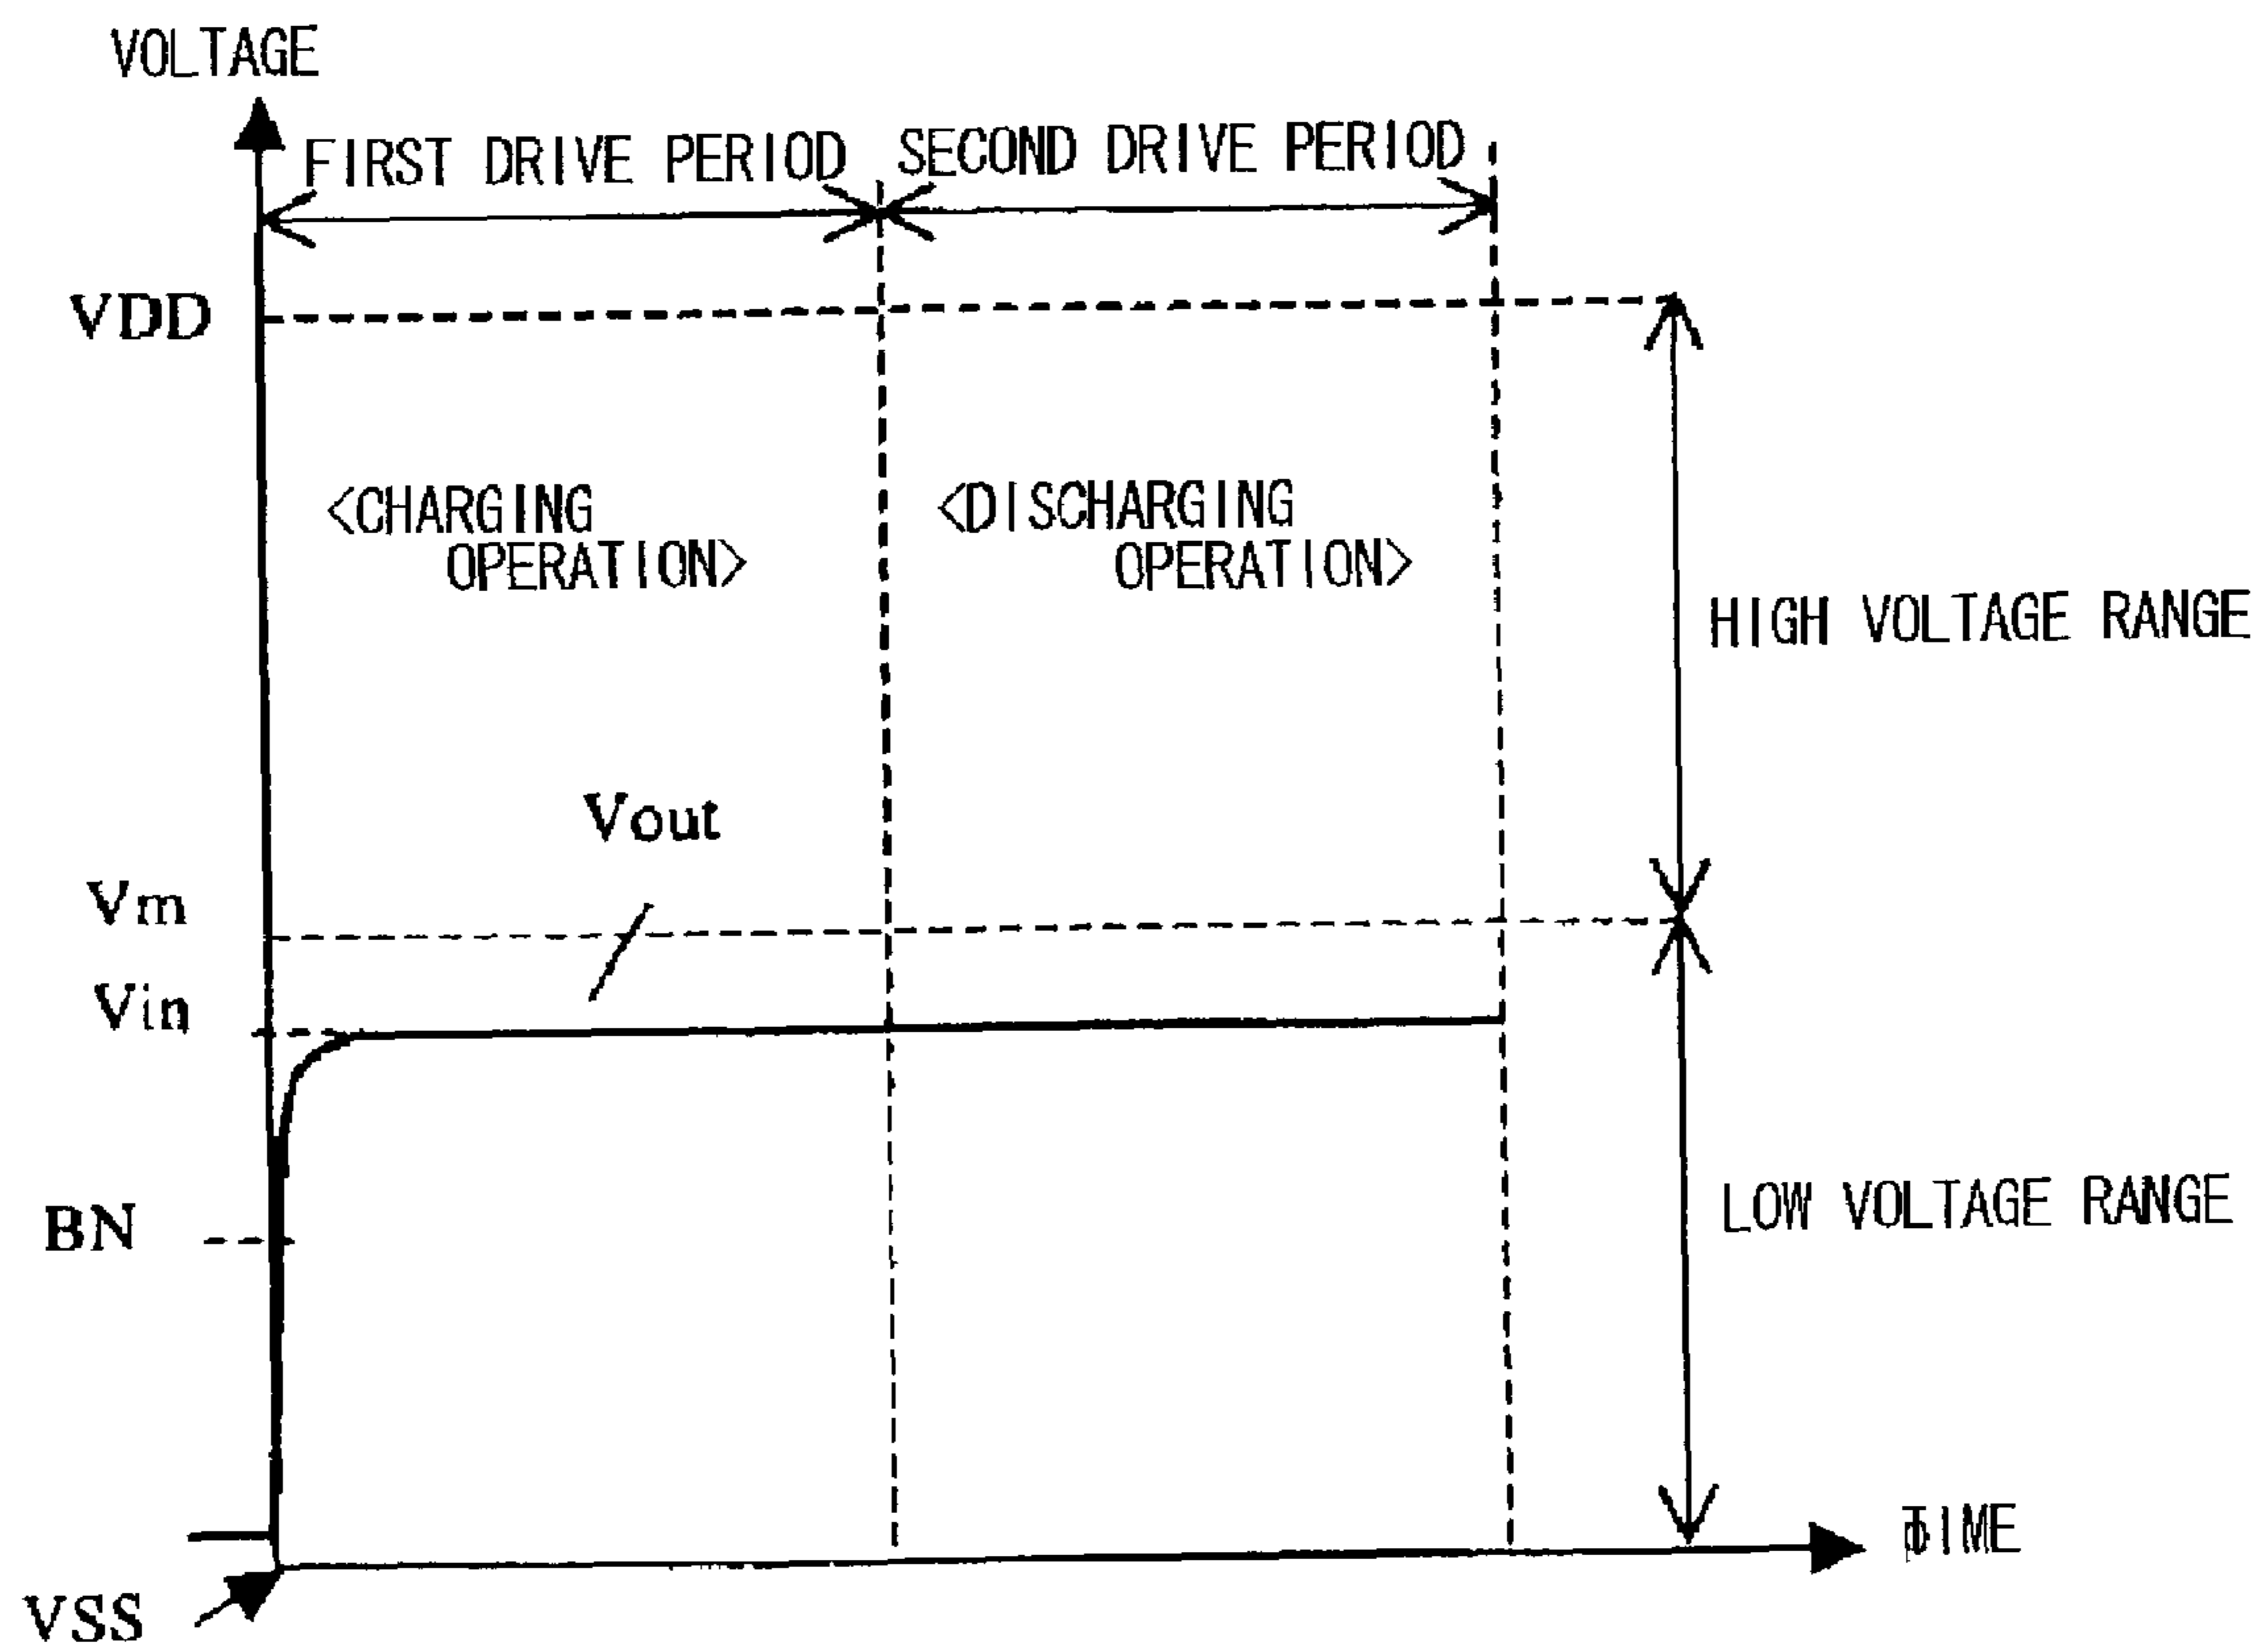 VOLTAGE
FIRST DRIVE PERIOD
SECOND DRIVE PERIOD
VDD
<CHARGING
OPERATION>
<DISCHARGING
OPERATION>
HIGH VOLTAGE RANGE
Vout
Vm
Vin
BN
LOW VOLTAGE RANGE
TIME
VSS